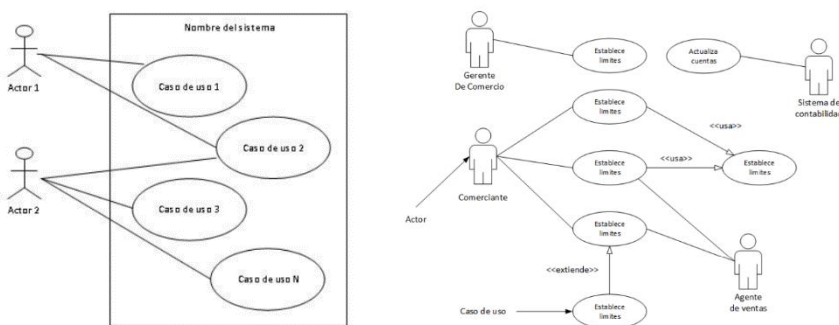 Nombre del sistema
Actor 1
Caso de uso 1
Caso de uso 2
Actor 2
Caso de uso 3
Caso de uso N
Gerente
De Comercio
Establece
limites
Actualiza
cuentas
Sistema de
contabilidad
Establece
limites
<<usa>>
Establece
limites
<<usa>>
Establece
limites
Comerciante
Actor
Establece
limites
<<extiende>>
Agente
de ventas
Caso de uso
Establece
limites